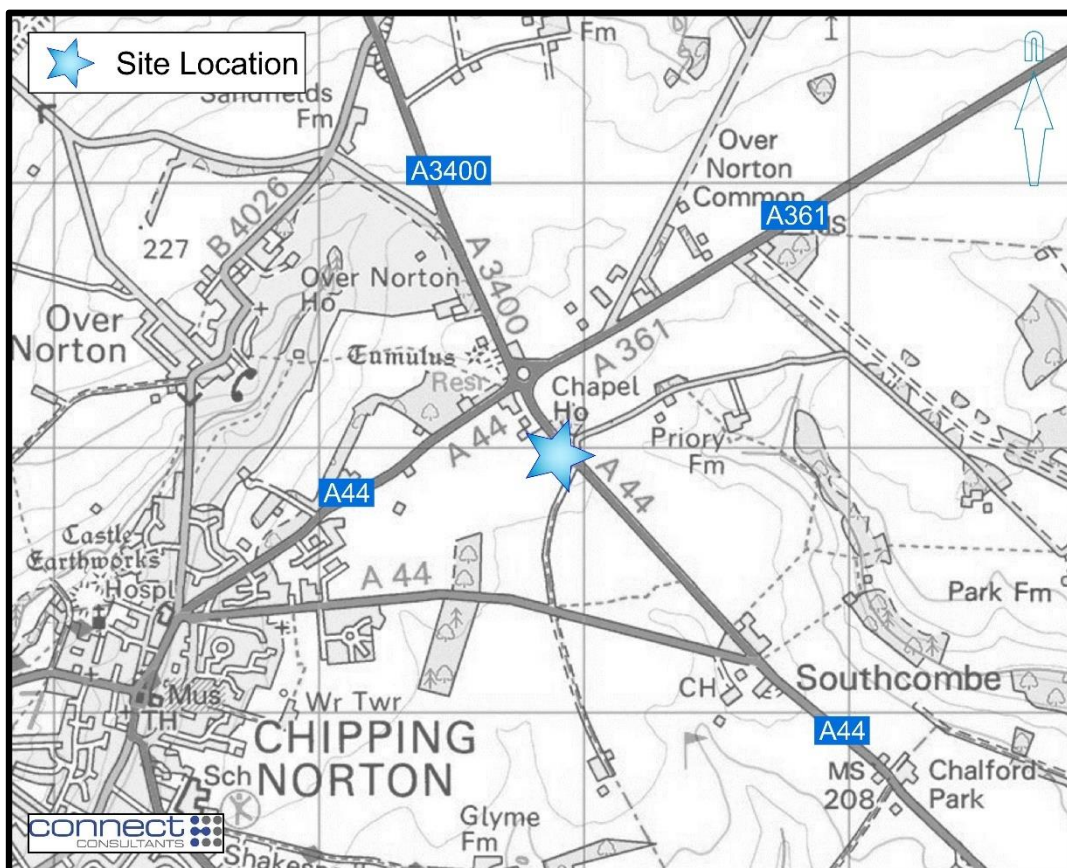 Site Location
Fm
Sandfields
Fm
A3400
Over
Norton
Common
A361
MS
B 4026
227
A 3400
Over Norton
Ho
Over
Norton
Tumulus
A 361
Resr
Chapel
Ho
A 44
Priory
Fm
A44
A 44
Castle
Earthworks
Hospl
A 44
Park Fm
Mus
TH
Wr Twr
CH
Southcombe
CHIPPING
NORTON
A44
Sch
MS
208
Chalford
Park
Glyme
Fm
connect
CONSULTANTS